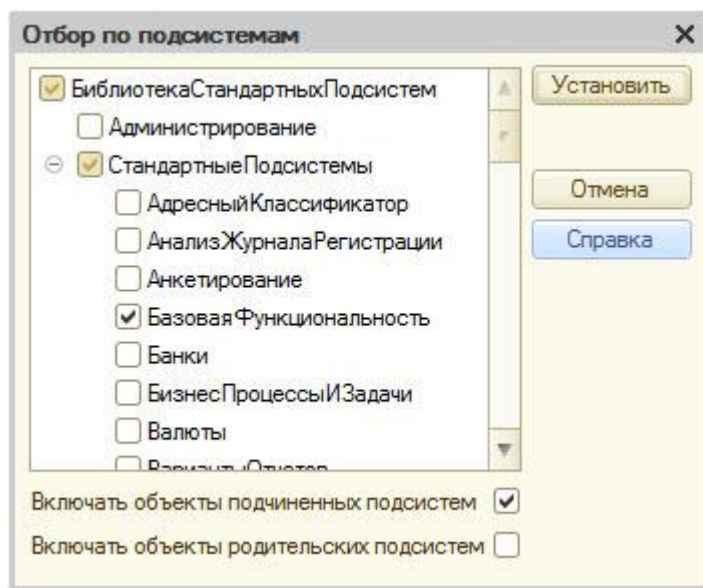 Отбор по подсистемам
БиблиотекаСтандартныхПодсистем
Администрирование
СтандартныеПодсистемы
АдресныйКлассификатор
АнализЖурналаРегистрации
Анкетирование
БазоваяФункциональность
Банки
БизнесПроцессыИЗадачи
Валюты
ВариантыОтчетов
Установить
Отмена
Справка
Включать объекты подчиненных подсистем
Включать объекты родительских подсистем